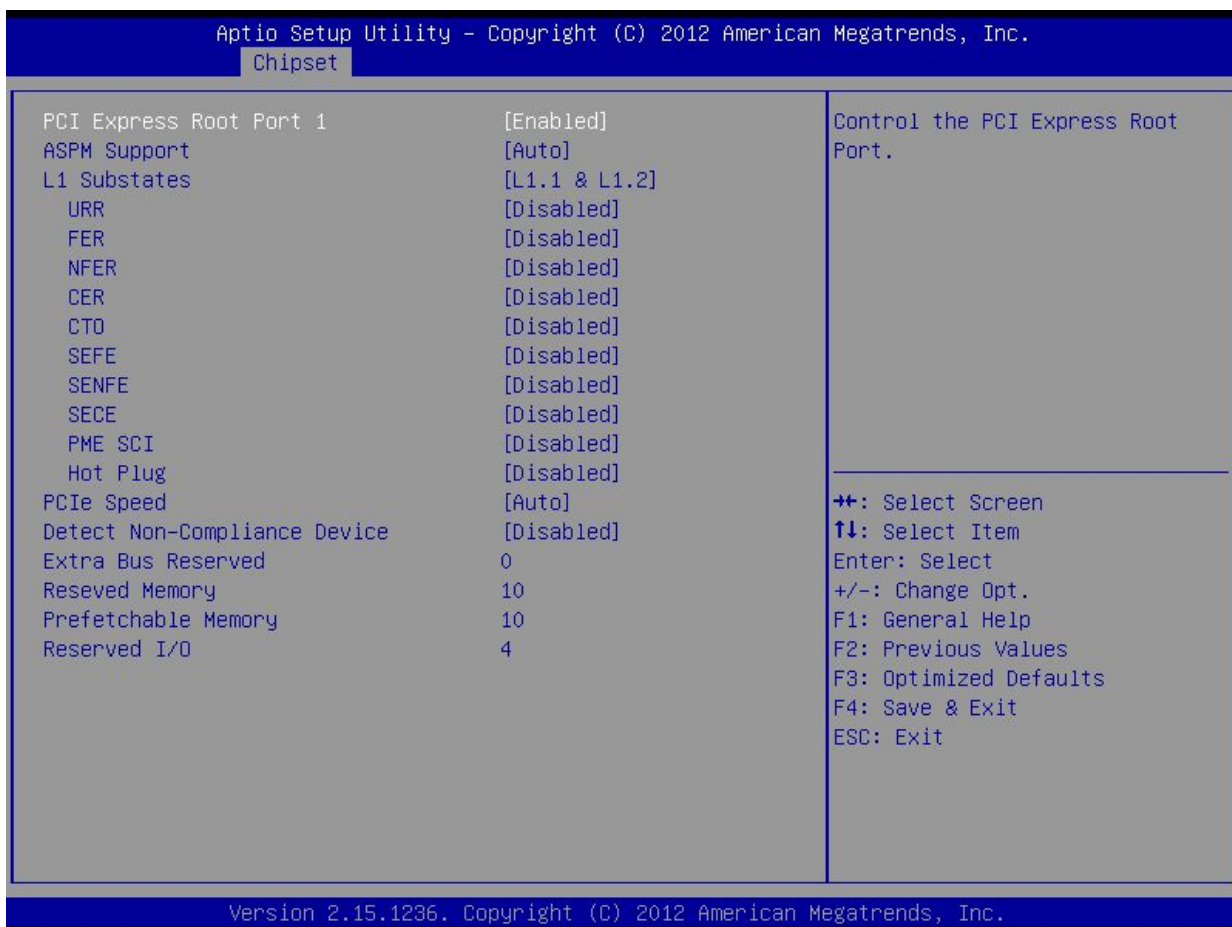 Aptio Setup Utility – Copyright (C) 2012 American Megatrends, Inc.
Chipset
PCI Express Root Port 1 [Enabled]
ASPM Support [Auto]
L1 Substates [L1.1 & L1.2]
URR [Disabled]
FER [Disabled]
NFER [Disabled]
CER [Disabled]
CTO [Disabled]
SEFE [Disabled]
SENFE [Disabled]
SECE [Disabled]
PME SCI [Disabled]
Hot Plug [Disabled]
PCIe Speed [Auto]
Detect Non-Compliance Device [Disabled]
Extra Bus Reserved 0
Reseved Memory 10
Prefetchable Memory 10
Reserved I/O 4
Control the PCI Express Root
Port.
→←: Select Screen
↑↓: Select Item
Enter: Select
+/-: Change Opt.
F1: General Help
F2: Previous Values
F3: Optimized Defaults
F4: Save & Exit
ESC: Exit
Version 2.15.1236. Copyright (C) 2012 American Megatrends, Inc.